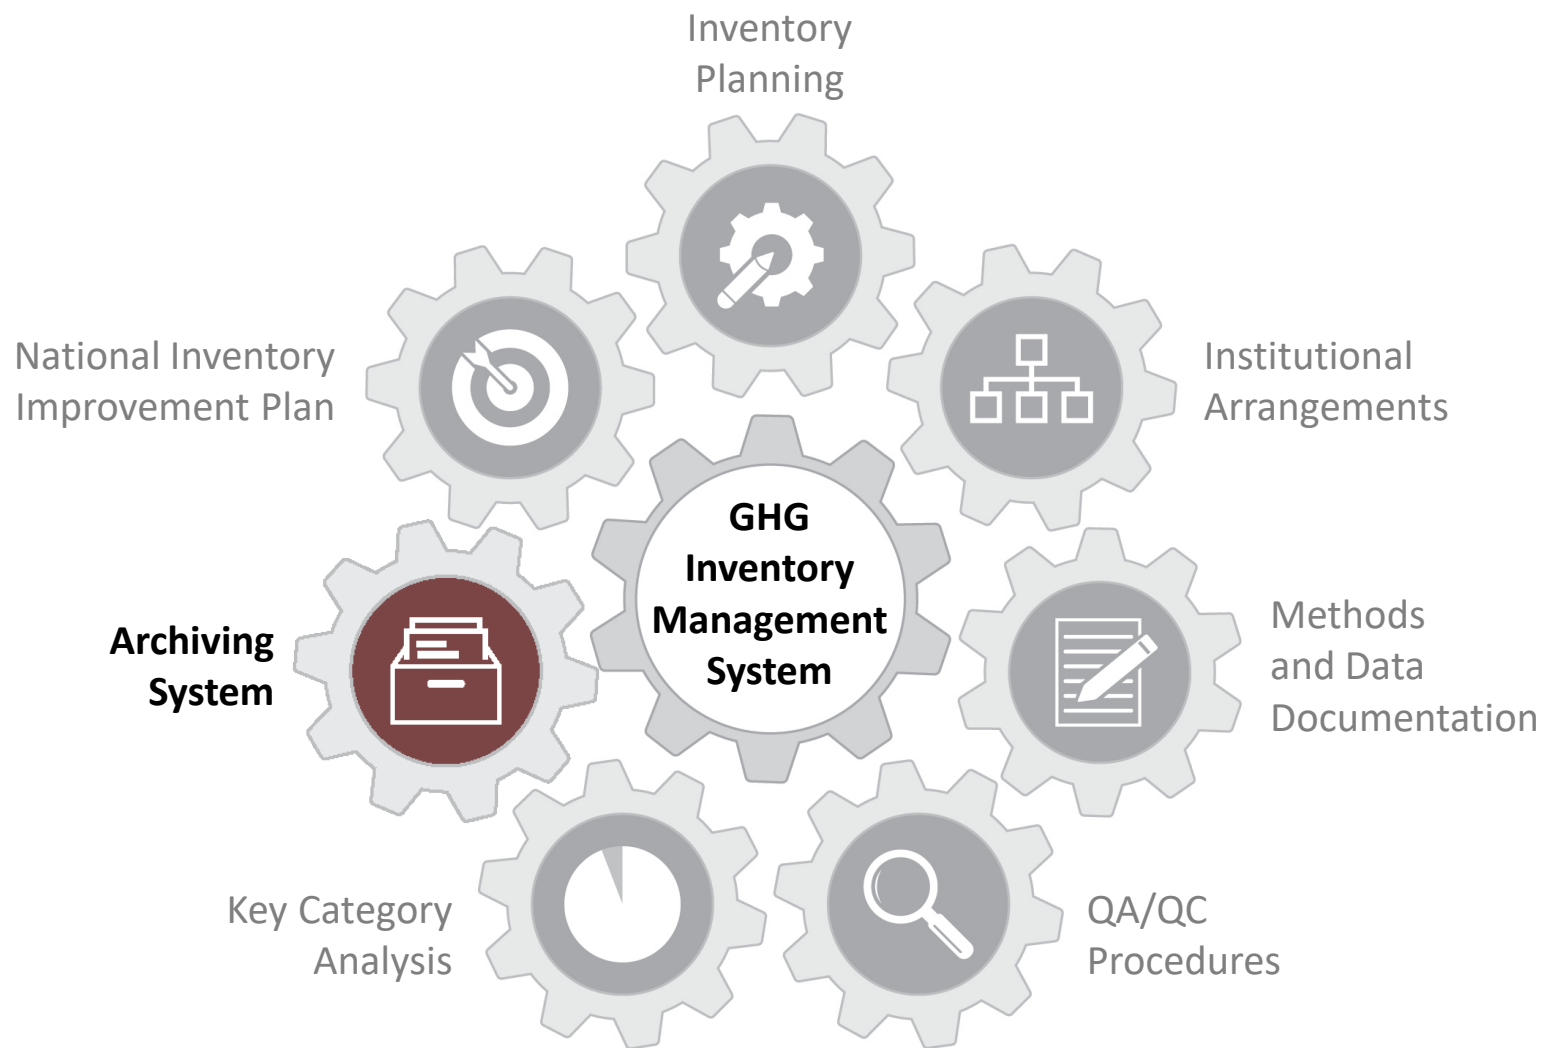 Inventory
Planning
National Inventory
Improvement Plan
Institutional
Arrangements
GHG
Inventory
Management
System
Archiving
System
Methods
and Data
Documentation
Key Category
Analysis
QA/QC
Procedures